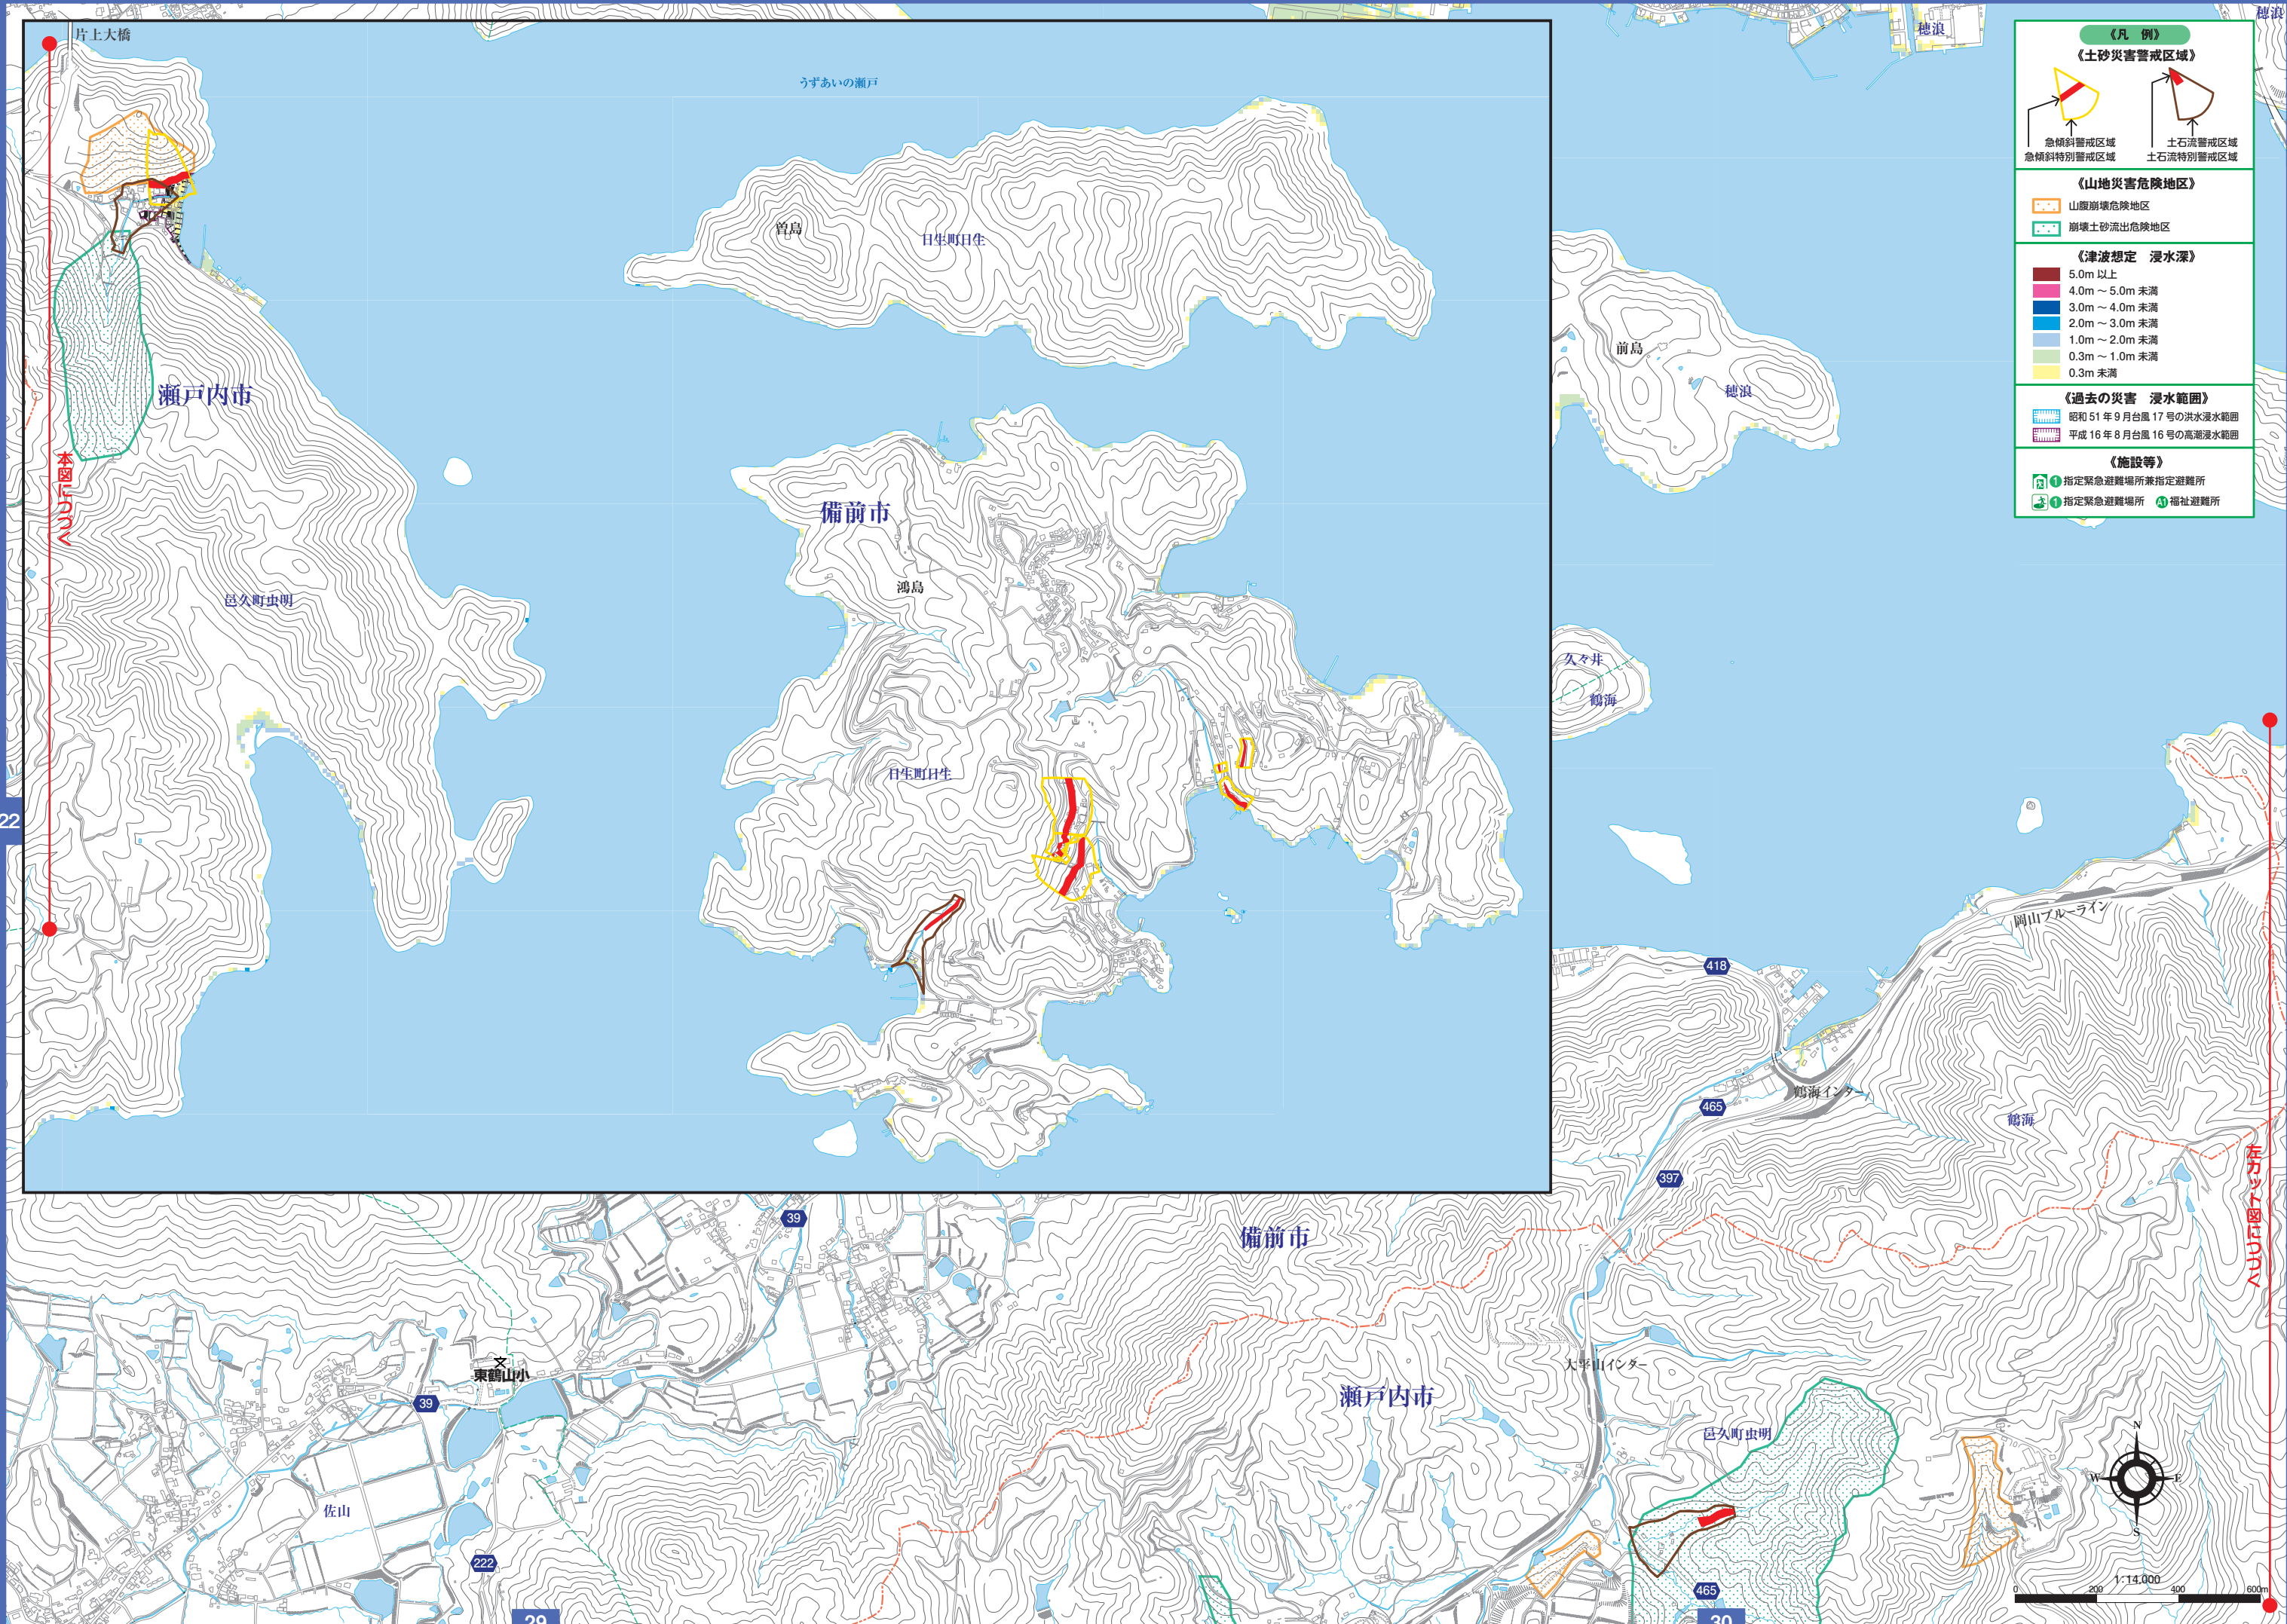 片上大橋
うずあいの瀬戸
穂浪
穂浪
曽島
日生町日生
前島
穂浪
瀬戸内市
本図につづく
備前市
鴻島
邑久町虫明
久々井
鶴海
日生町日生
22
岡山ブルーライン
418
鶴海インター
465
鶴海
397
左カット図につづく
39
備前市
大平山インター
文
東鶴山小
39
瀬戸内市
邑久町虫明
佐山
222
465
29
30
N
W
E
S
1:14,000
0 200 400 600m
《凡 例》
《土砂災害警戒区域》
急傾斜警戒区域
急傾斜特別警戒区域
土石流警戒区域
土石流特別警戒区域
《山地災害危険地区》
山腹崩壊危険地区
崩壊土砂流出危険地区
《津波想定 浸水深》
5.0m 以上
4.0m ～ 5.0m 未満
3.0m ～ 4.0m 未満
2.0m ～ 3.0m 未満
1.0m ～ 2.0m 未満
0.3m ～ 1.0m 未満
0.3m 未満
《過去の災害 浸水範囲》
昭和 51 年 9 月台風 17 号の洪水浸水範囲
平成 16 年 8 月台風 16 号の高潮浸水範囲
《施設等》
1 指定緊急避難場所兼指定避難所
1 指定緊急避難場所 A1 福祉避難所